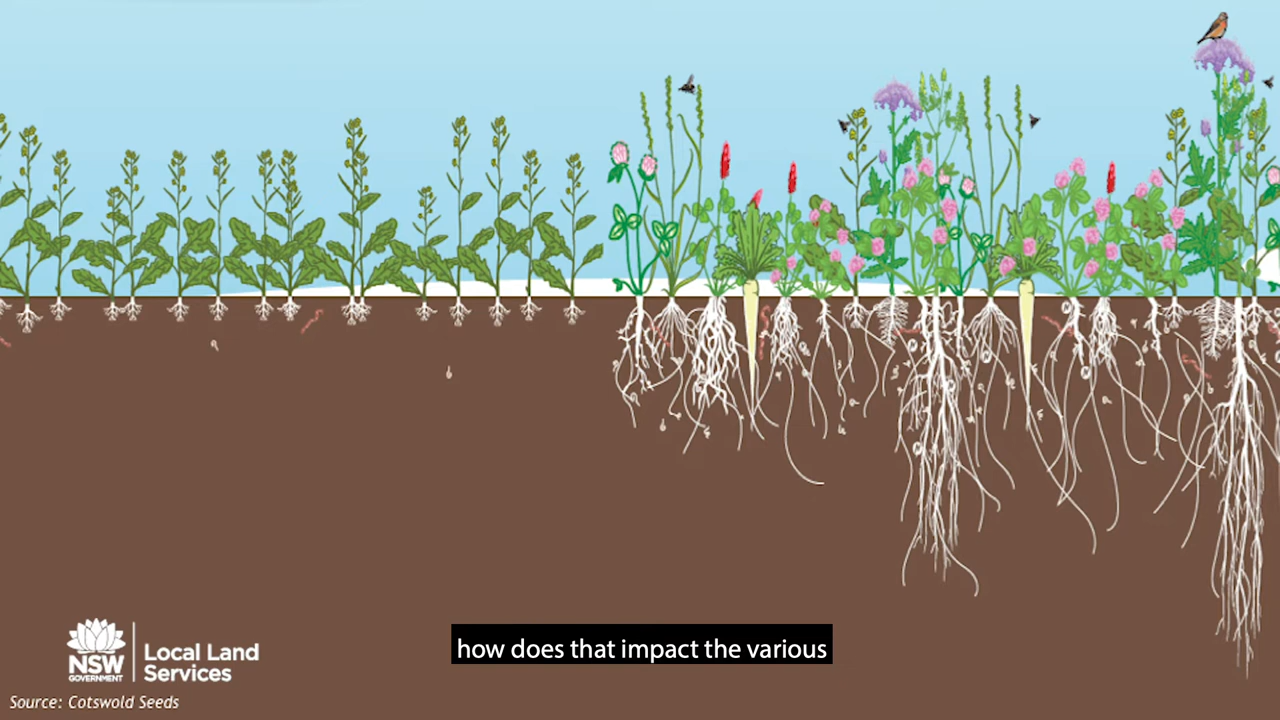 how does that impact the various
NSW
GOVERNMENT
Local Land
Services
Source: Cotswold Seeds